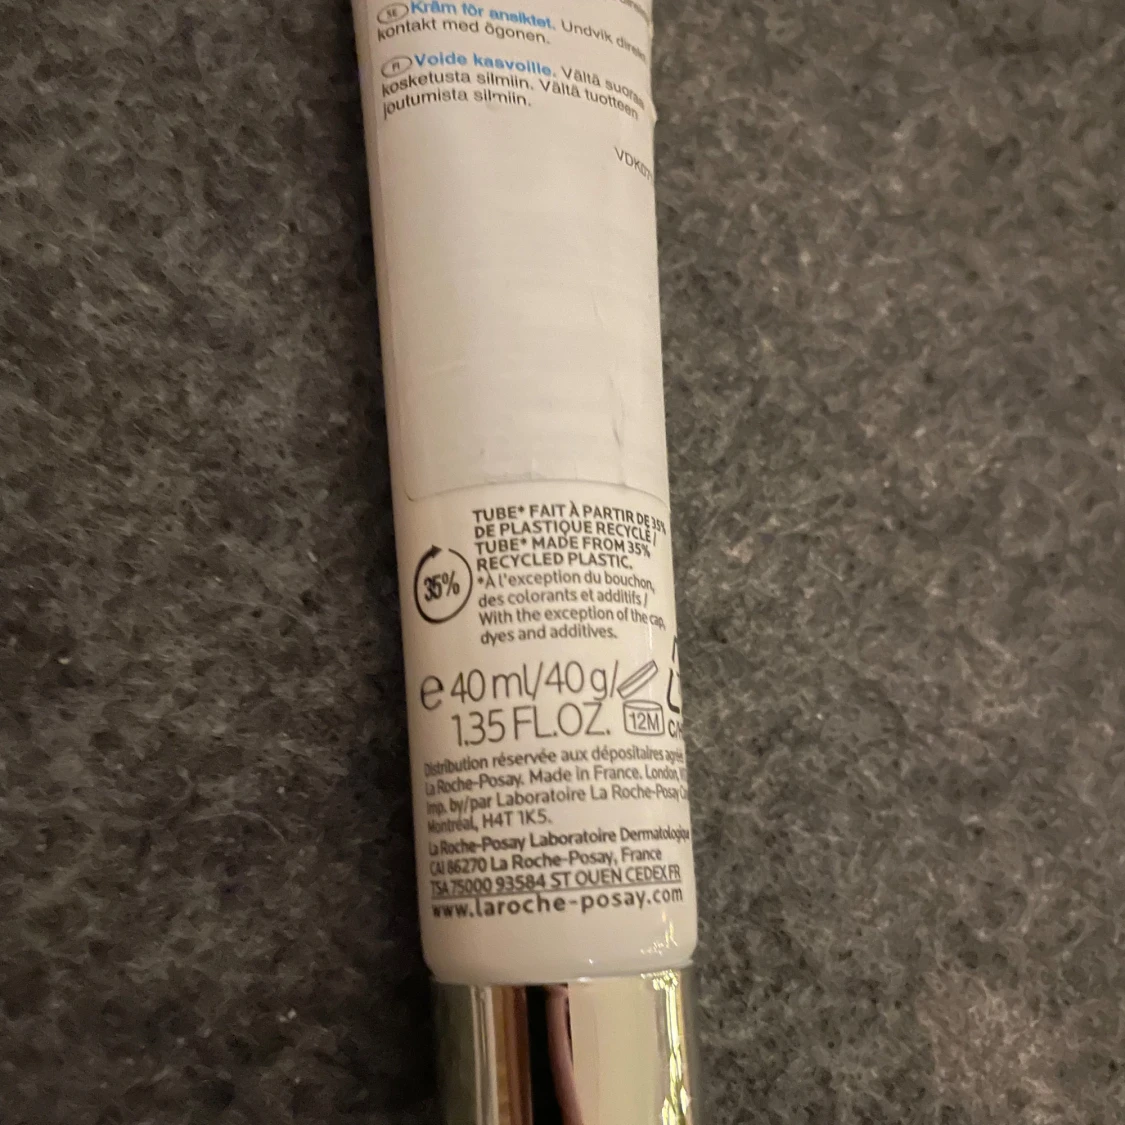 SE Kräm för ansiktet. Undvik direkt
kontakt med ögonen.
FI Voide kasvoille. Vältä suoraa
kosketusta silmiin. Vältä tuotteen
joutumista silmiin.
TUBE* FAIT À PARTIR DE 35%
DE PLASTIQUE RECYCLÉ /
TUBE* MADE FROM 35%
RECYCLED PLASTIC.
35%
*À l'exception du bouchon,
des colorants et additifs /
With the exception of the cap,
dyes and additives.
e 40 ml/40 g/
1.35 FL.OZ. 12M
Distribution réservée aux dépositaires agréés
La Roche-Posay. Made in France. London,
Imp. by/par Laboratoire La Roche-Posay
Montréal, H4T 1K5.
La Roche-Posay Laboratoire Dermatologique
CAI 86270 La Roche-Posay, France
TSA 75000 93584 ST OUEN CEDEX FR
www.laroche-posay.com